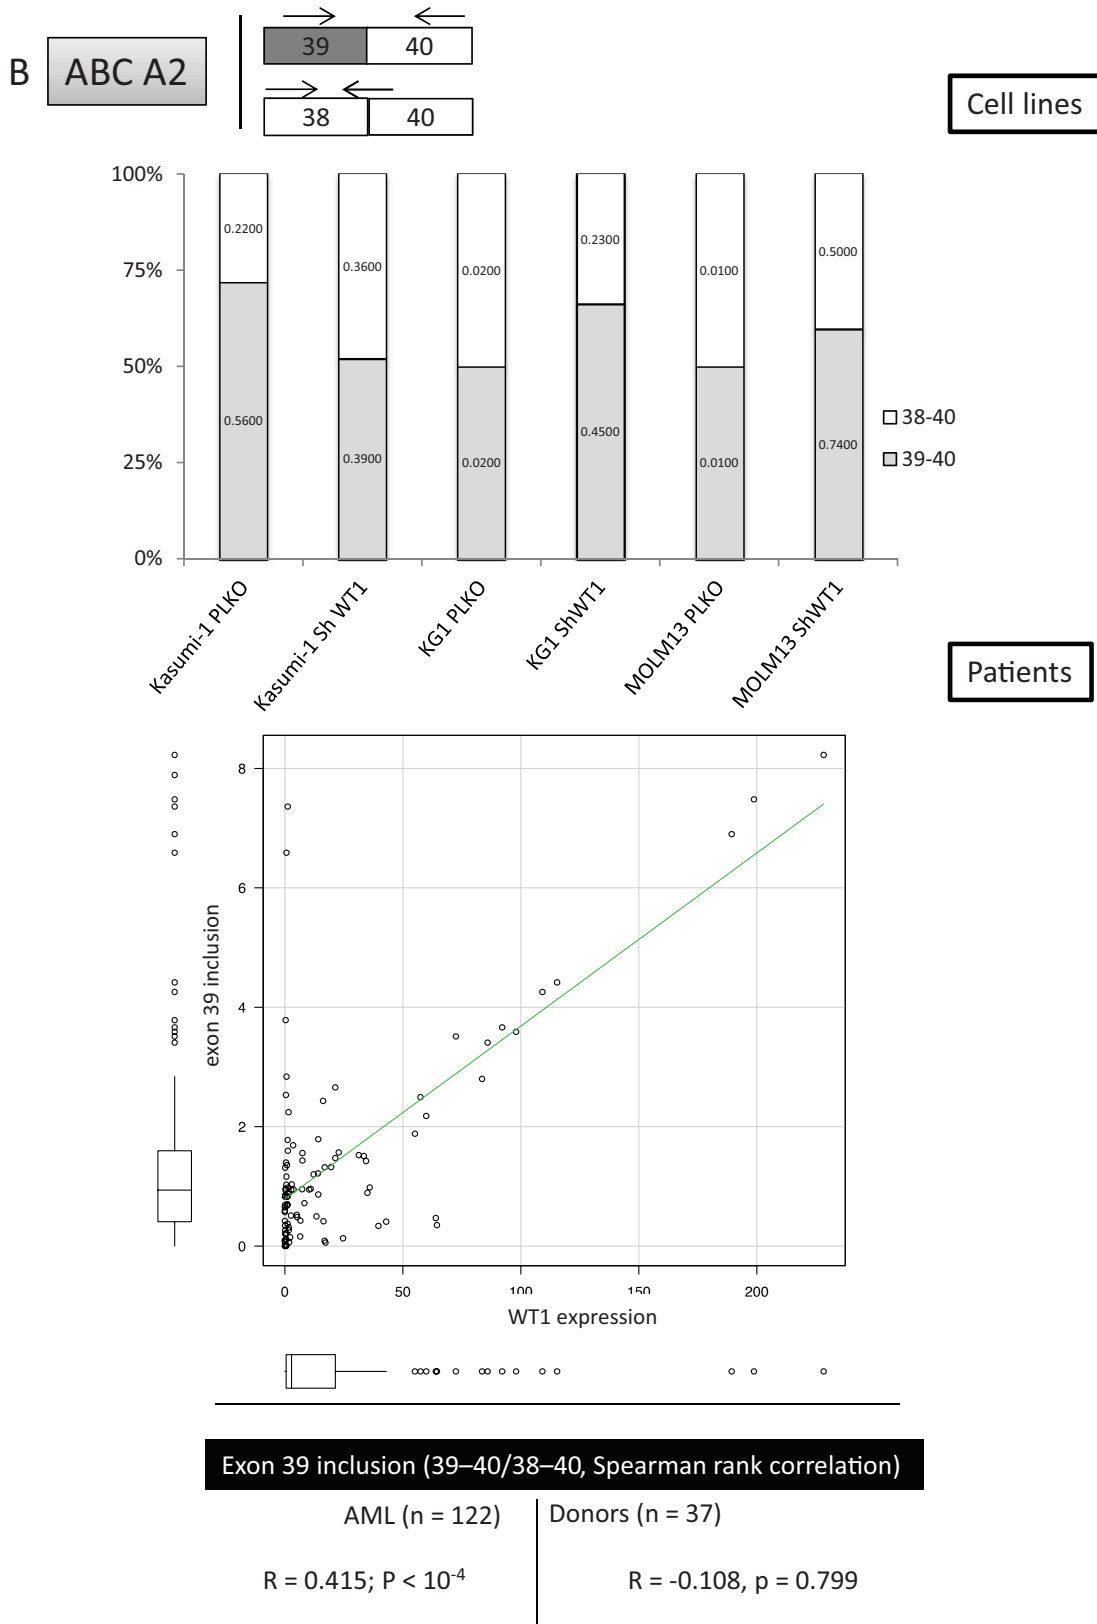 39 40
B ABC A2
38 40
Cell lines
100%
75%
50%
25%
0%
0.2200 0.3600 0.0200 0.2300 0.0100 0.5000
0.5600 0.3900 0.0200 0.4500 0.0100 0.7400
38-40
39-40
Kasumi-1 PLKO
Kasumi-1 Sh WT1
KG1 PLKO
KG1 ShWT1
MOLM13 PLKO
MOLM13 ShWT1
Patients
exon 39 inclusion
8
6
4
2
0
0 50 100 150 200
WT1 expression
Exon 39 inclusion (39–40/38–40, Spearman rank correlation)
AML (n = 122) Donors (n = 37)
R = 0.415; P < 10-4 R = -0.108, p = 0.799